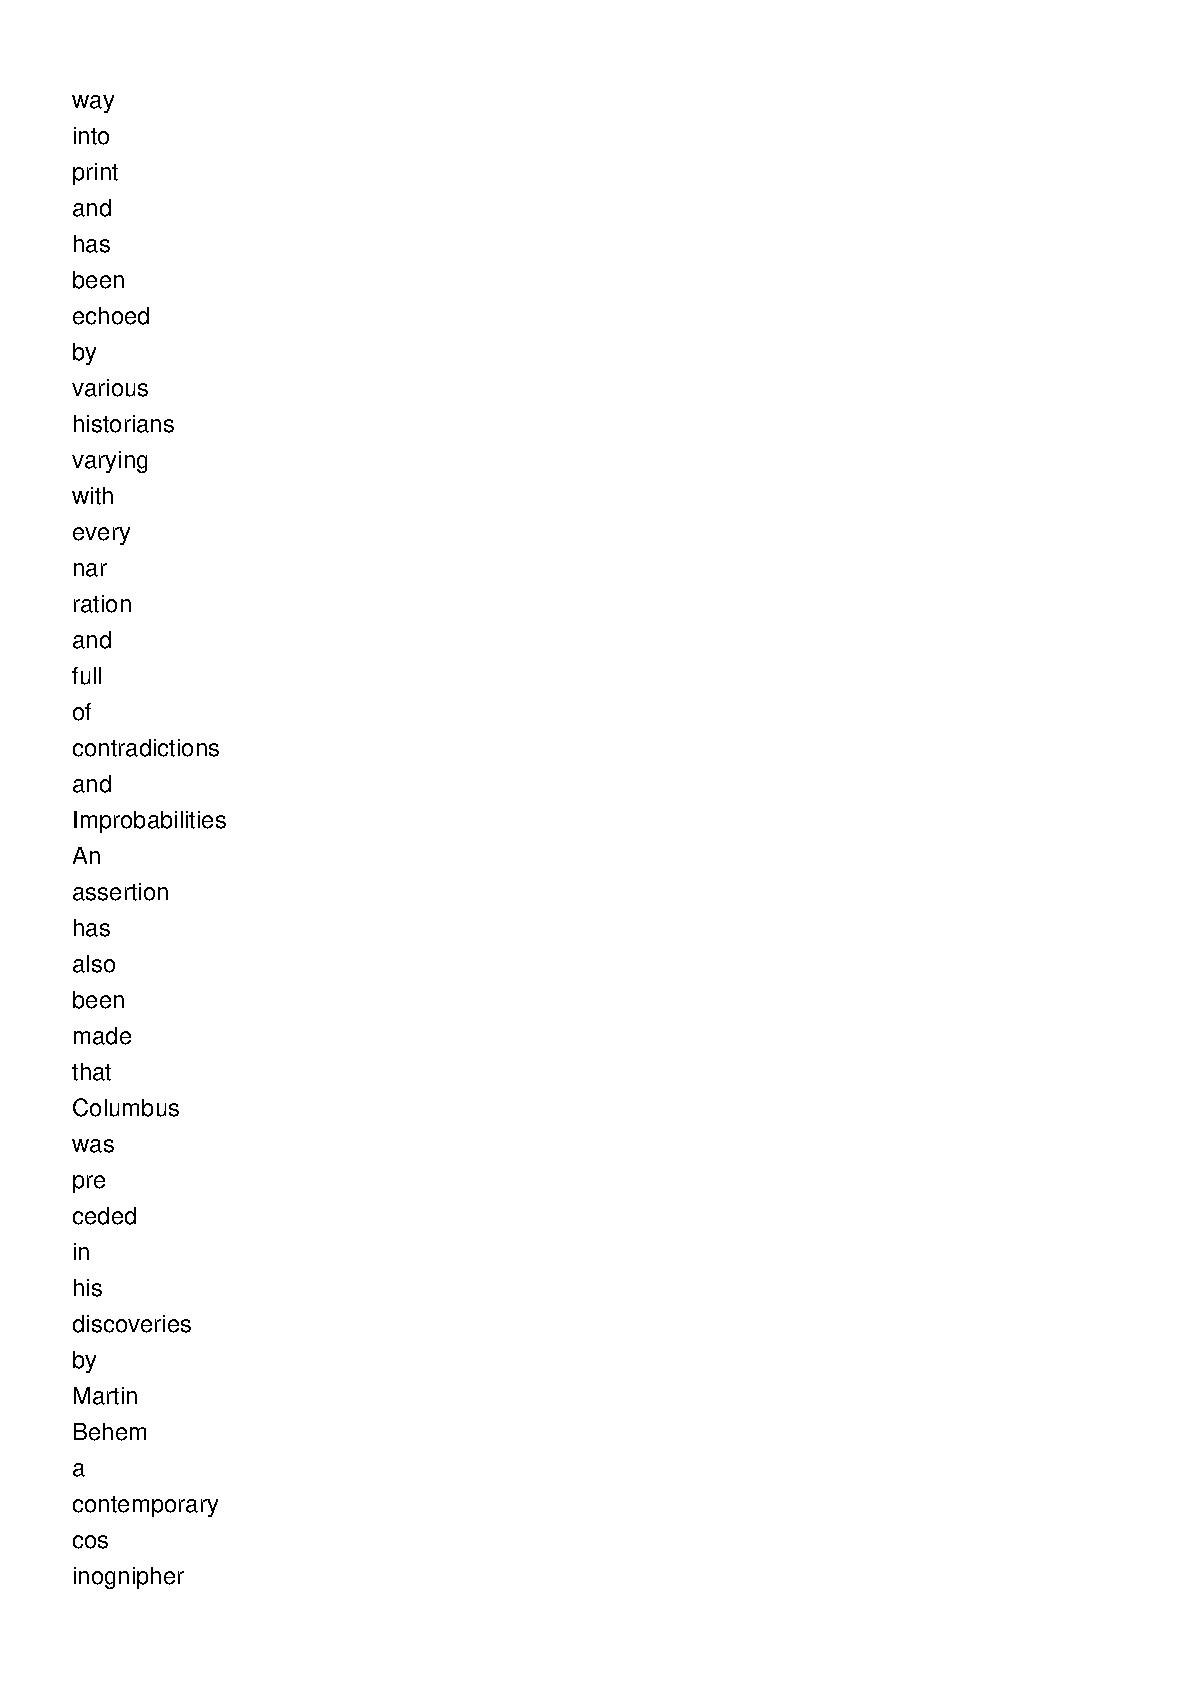 way
into
print
and
has
been
echoed
by
various
historians
varying
with
every
nar
ration
and
full
of
contradictions
and
Improbabilities
An
assertion
has
also
been
made
that
Columbus
was
pre
ceded
in
his
discoveries
by
Martin
Behem
a
contemporary
cos
inognipher